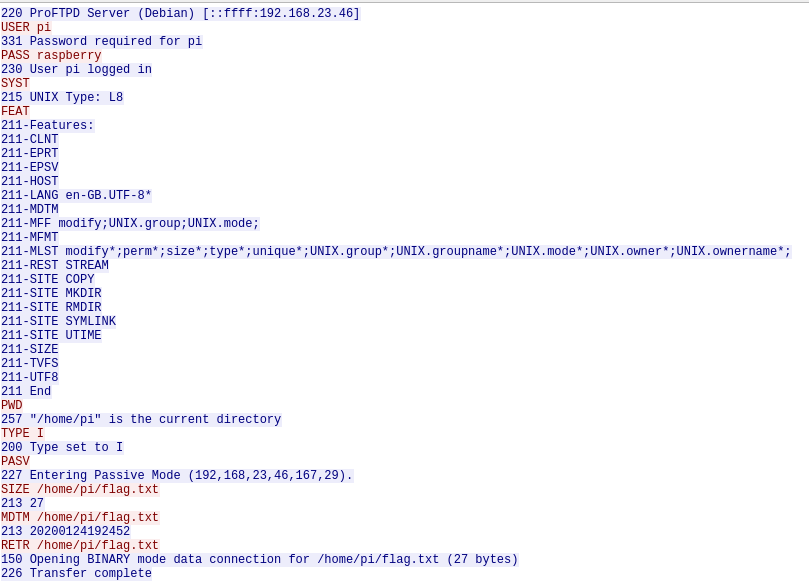 220 ProFTPD Server (Debian) [::ffff:192.168.23.46]
USER pi
331 Password required for pi
PASS raspberry
230 User pi logged in
SYST
215 UNIX Type: L8
FEAT
211-Features:
211-CLNT
211-EPRT
211-EPSV
211-HOST
211-LANG en-GB.UTF-8*
211-MDTM
211-MFF modify;UNIX.group;UNIX.mode;
211-MFMT
211-MLST modify*;perm*;size*;type*;unique*;UNIX.group*;UNIX.groupname*;UNIX.mode*;UNIX.owner*;UNIX.ownername*;
211-REST STREAM
211-SITE COPY
211-SITE MKDIR
211-SITE RMDIR
211-SITE SYMLINK
211-SITE UTIME
211-SIZE
211-TVFS
211-UTF8
211 End
PWD
257 "/home/pi" is the current directory
TYPE I
200 Type set to I
PASV
227 Entering Passive Mode (192,168,23,46,167,29).
SIZE /home/pi/flag.txt
213 27
MDTM /home/pi/flag.txt
213 20200124192452
RETR /home/pi/flag.txt
150 Opening BINARY mode data connection for /home/pi/flag.txt (27 bytes)
226 Transfer complete